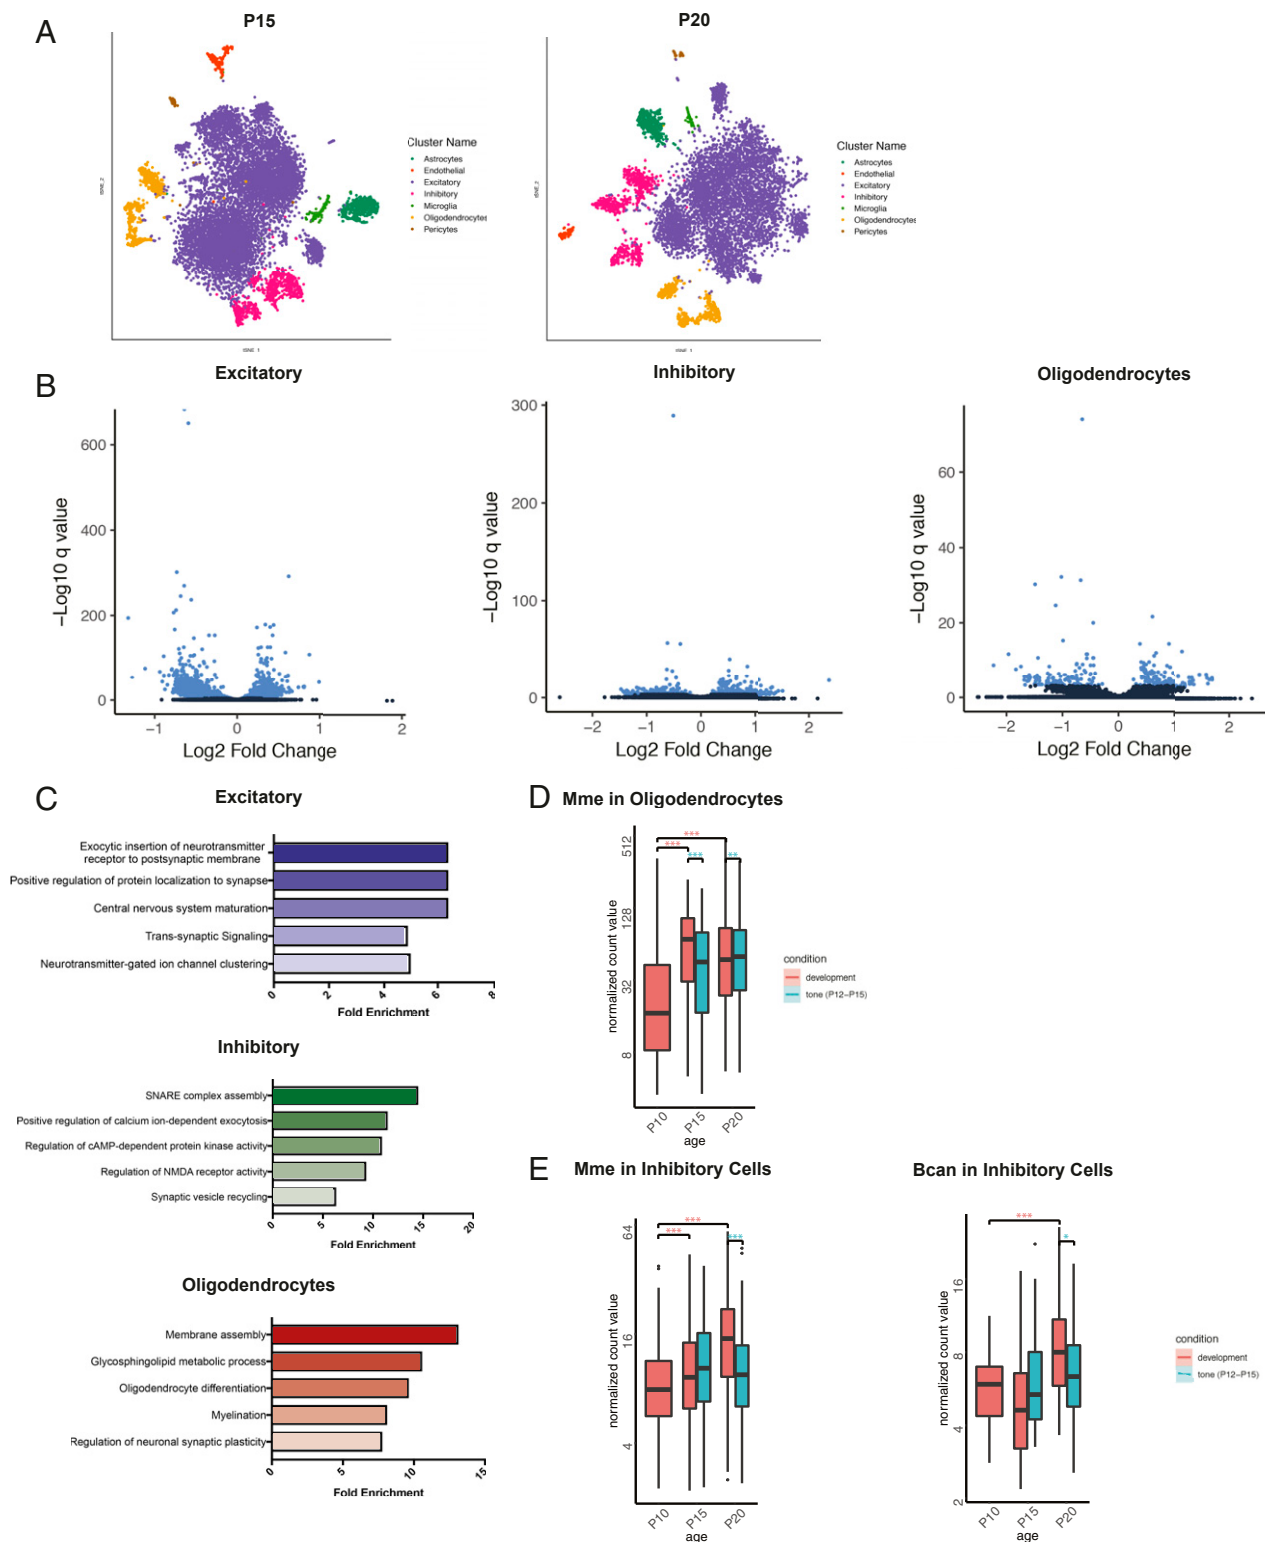 A
P15
P20
Cluster Name
Astrocytes
Endothelial
Excitatory
Inhibitory
Microglia
Oligodendrocytes
Pericytes
tSNE_2
tSNE_1
Cluster Name
Astrocytes
Endothelial
Excitatory
Inhibitory
Microglia
Oligodendrocytes
Pericytes
tSNE_2
tSNE_1
B
Excitatory
Inhibitory
Oligodendrocytes
−Log10 q value
600
400
200
0
−1
0
1
2
Log2 Fold Change
−Log10 q value
300
200
100
0
−2
−1
0
1
2
Log2 Fold Change
−Log10 q value
60
40
20
0
−2
−1
0
1
2
Log2 Fold Change
C
Excitatory
Exocytic insertion of neurotransmitter
receptor to postsynaptic membrane
Positive regulation of protein localization to synapse
Central nervous system maturation
Trans-synaptic Signaling
Neurotransmitter-gated ion channel clustering
0
2
4
6
8
Fold Enrichment
Inhibitory
SNARE complex assembly
Positive regulation of calcium ion-dependent exocytosis
Regulation of cAMP-dependent protein kinase activity
Regulation of NMDA receptor activity
Synaptic vesicle recycling
0
5
10
15
20
Fold Enrichment
Oligodendrocytes
Membrane assembly
Glycosphingolipid metabolic process
Oligodendrocyte differentiation
Myelination
Regulation of neuronal synaptic plasticity
0
5
10
15
Fold Enrichment
D
Mme in Oligodendrocytes
normalized count value
512
128
32
8
***
***
***
**
P10
P15
P20
age
condition
development
tone (P12−P15)
E
Mme in Inhibitory Cells
normalized count value
64
16
4
***
***
***
P10
P15
P20
age
Bcan in Inhibitory Cells
normalized count value
16
8
4
2
***
*
P10
P15
P20
age
condition
development
tone (P12−P15)